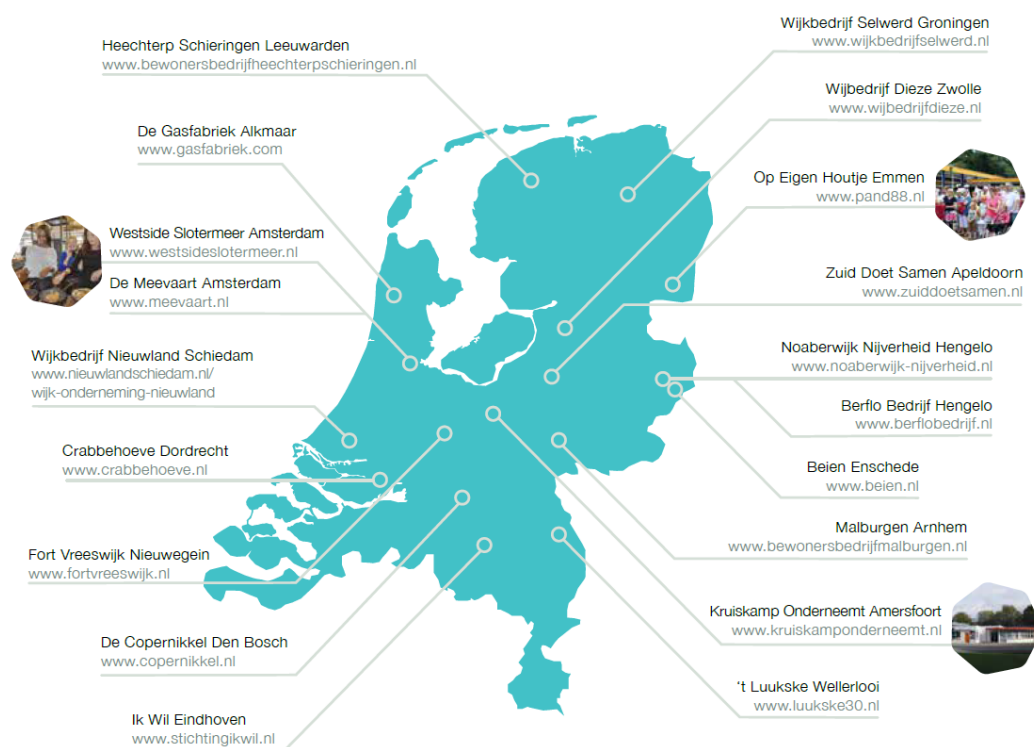 Heechterp Schieringen Leeuwarden
www.bewonersbedrijfheechterpschieringen.nl
De Gasfabriek Alkmaar
www.gasfabriek.com
Westside Slotermeer Amsterdam
www.westsideslotermeer.nl
De Meevaart Amsterdam
www.meevaart.nl
Wijkbedrijf Nieuwland Schiedam
www.nieuwlandschiedam.nl/
wijk-onderneming-nieuwland
Crabbehoeve Dordrecht
www.crabbehoeve.nl
Fort Vreeswijk Nieuwegein
www.fortvreeswijk.nl
De Copernikkel Den Bosch
www.copernikkel.nl
Ik Wil Eindhoven
www.stichtingikwil.nl
Wijkbedrijf Selwerd Groningen
www.wijkbedrijfselwerd.nl
Wijbedrijf Dieze Zwolle
www.wijbedrijfdieze.nl
Op Eigen Houtje Emmen
www.pand88.nl
Zuid Doet Samen Apeldoorn
www.zuiddoetsamen.nl
Noaberwijk Nijverheid Hengelo
www.noaberwijk-nijverheid.nl
Berflo Bedrijf Hengelo
www.berflobedrijf.nl
Beien Enschede
www.beien.nl
Malburgen Arnhem
www.bewonersbedrijfmalburgen.nl
Kruiskamp Onderneemt Amersfoort
www.kruiskamponderneemt.nl
't Luukske Wellerlooi
www.luukske30.nl